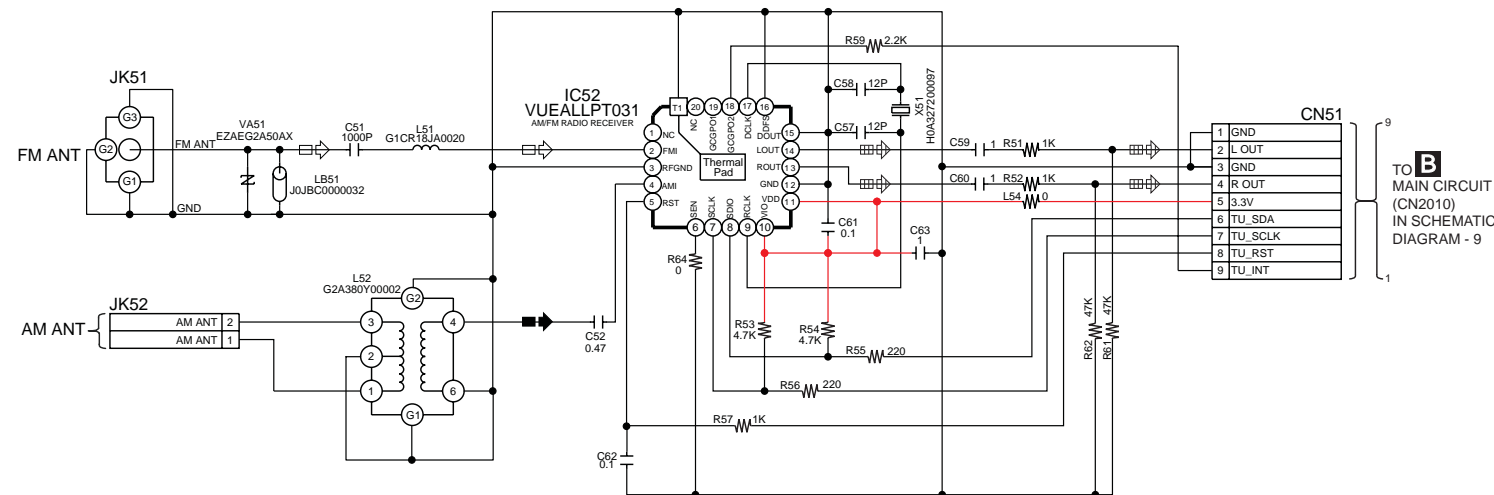 JK51
G3
G2
G1
FM ANT
FM ANT
GND
VA51
EZAEG2A50AX
LB51
J0JBC0000032
C51
1000P
L51
G1CR18JA0020
IC52
VUEALLPT031
AM/FM RADIO RECEIVER
T1
20
19
18
17
16
NC
GCGPO1
GCGPO2
DCLK
DDFS
1
NC
2
FMI
3
RFGND
4
AMI
5
RST
Thermal
Pad
DOUT
15
LOUT
14
ROUT
13
GND
12
VDD
11
SEN
SCLK
SDIO
RCLK
VIO
6
7
8
9
10
R59
2.2K
C58
12P
C57
12P
X51
H0A327200097
C59
1
R51
1K
C60
1
R52
1K
L54
0
C61
0.1
C63
1
R64
0
R53
4.7K
R54
4.7K
R55
220
R56
220
R57
1K
C62
0.1
R62
47K
R61
47K
CN51
1 GND
2 L OUT
3 GND
4 R OUT
5 3.3V
6 TU_SDA
7 TU_SCLK
8 TU_RST
9 TU_INT
9
1
TO B
MAIN CIRCUIT
(CN2010)
IN SCHEMATIC
DIAGRAM - 9
AM ANT
JK52
AM ANT 2
AM ANT 1
L52
G2A380Y00002
G2
3
4
2
1
6
G1
C52
0.47